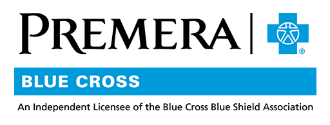 PREMERA
®
BLUE CROSS
An Independent Licensee of the Blue Cross Blue Shield Association